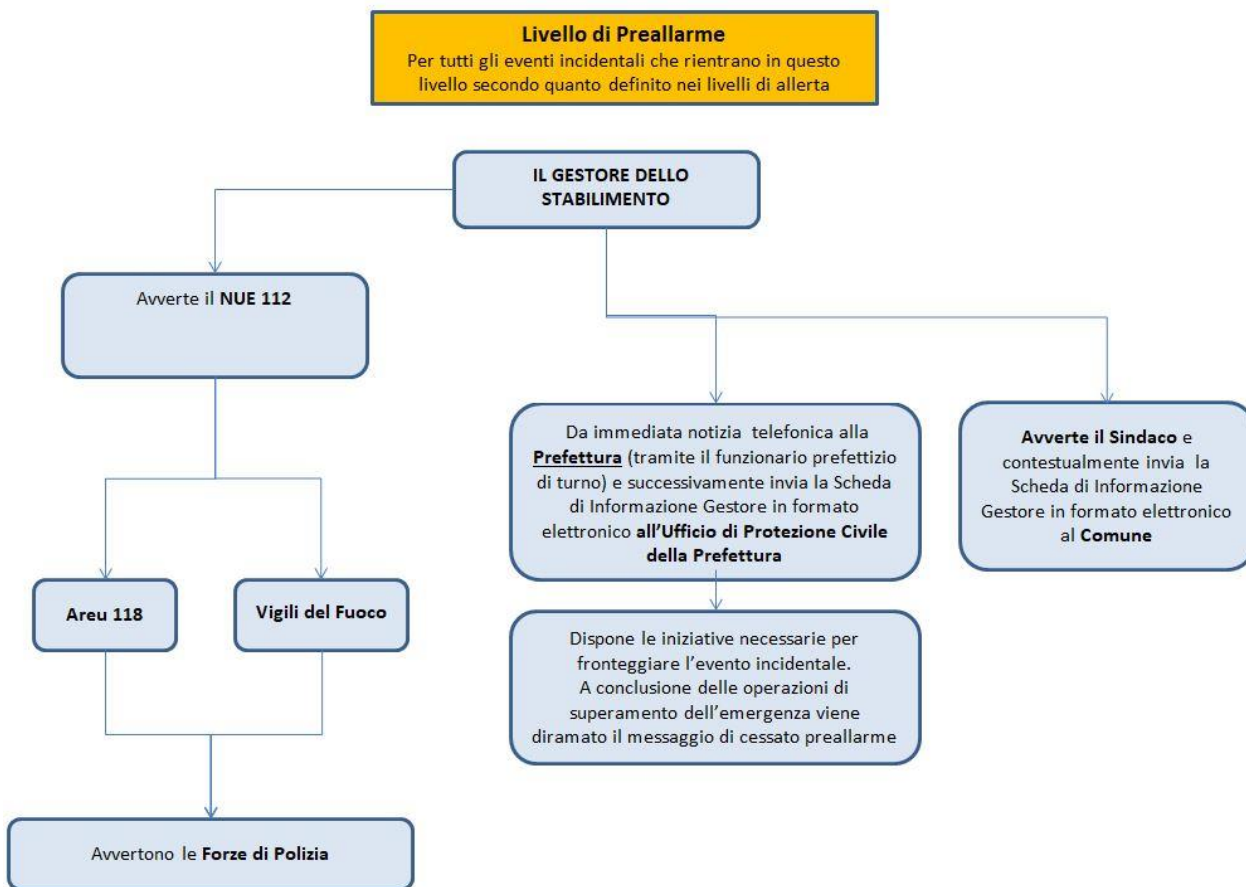 Livello di Preallarme
Per tutti gli eventi incidentali che rientrano in questo
livello secondo quanto definito nei livelli di allerta
IL GESTORE DELLO
STABILIMENTO
Avverte il NUE 112
Da immediata notizia telefonica alla
Prefettura (tramite il funzionario prefettizio
di turno) e successivamente invia la Scheda
di Informazione Gestore in formato
elettronico all'Ufficio di Protezione Civile
della Prefettura
Avverte il Sindaco e
contestualmente invia la
Scheda di Informazione
Gestore in formato elettronico
al Comune
Areu 118
Vigili del Fuoco
Dispone le iniziative necessarie per
fronteggiare l'evento incidentale.
A conclusione delle operazioni di
superamento dell'emergenza viene
diramato il messaggio di cessato preallarme
Avvertono le Forze di Polizia